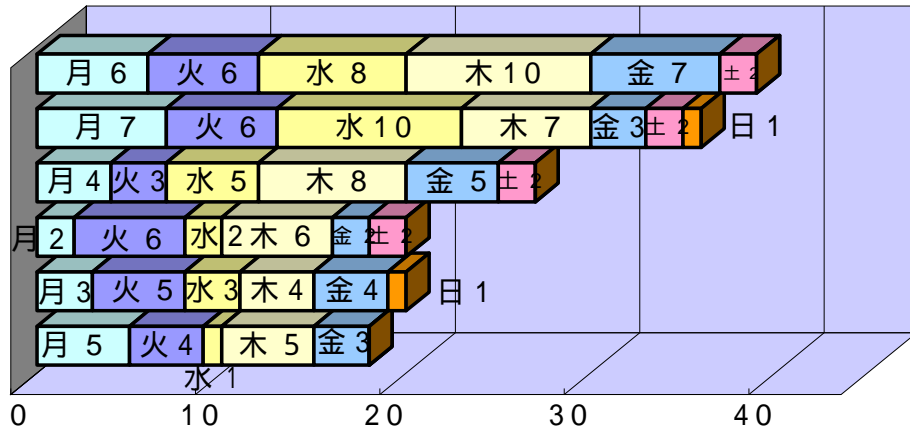 月 6 火 6 水 8 木 10 金 7 土 2
月 7 火 6 水 10 木 7 金 3 土 2 日 1
月 4 火 3 水 5 木 8 金 5 土 2
月 2 火 6 水 2 木 6 金 2 土 2
月 3 火 5 水 3 木 4 金 4 日 1
月 5 火 4 木 5 金 3
水 1
0 10 20 30 40